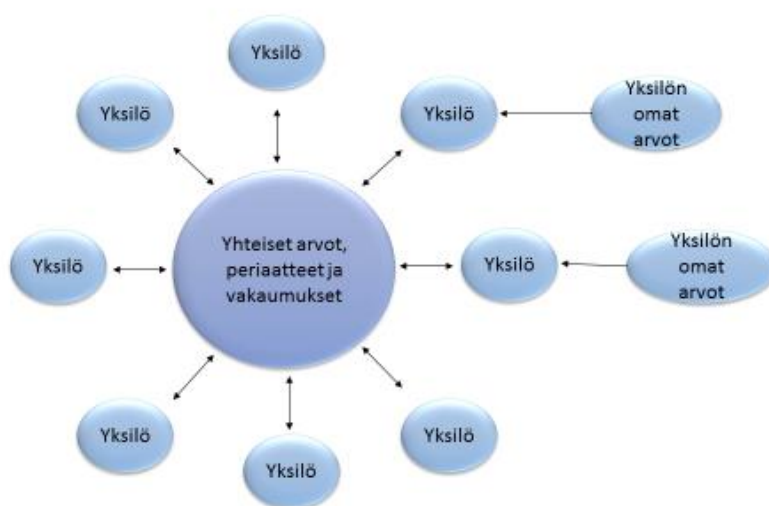 Yksilö
Yksilö
Yksilö
Yksilön
omat
arvot
Yhteiset arvot,
periaatteet ja
vakaumukset
Yksilö
Yksilö
Yksilön
omat
arvot
Yksilö
Yksilö
Yksilö